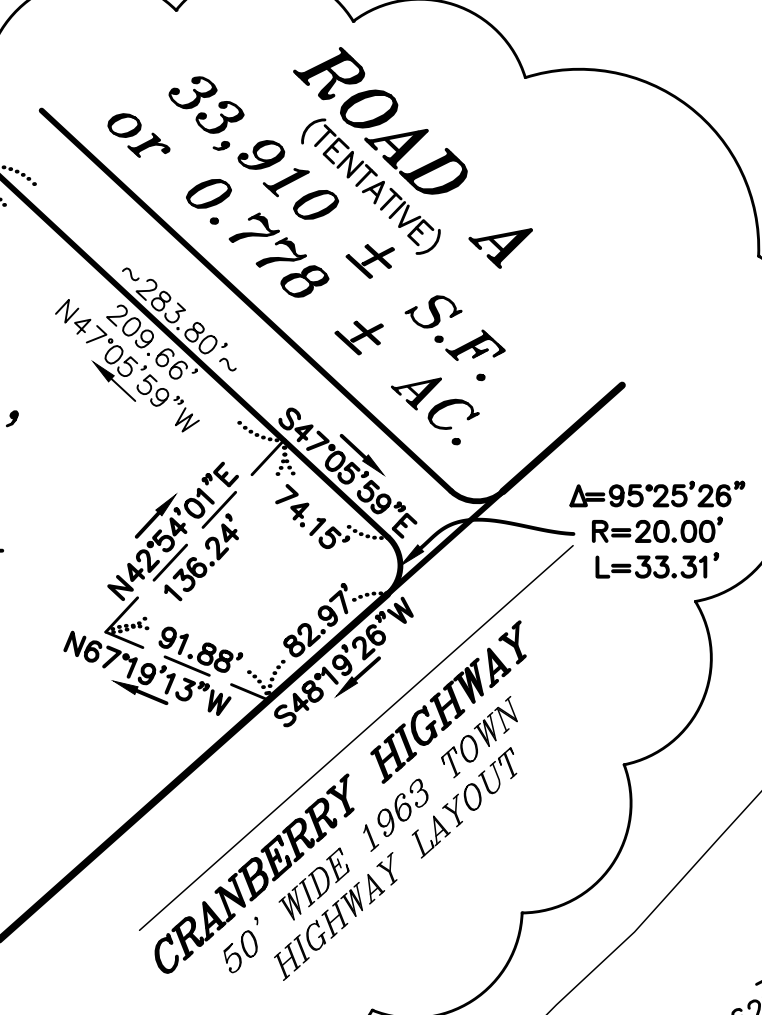 ROAD A
(TENTATIVE)
33,910 ± S.F.
or 0.778 ± AC.
~283.80'~
209.66'
N47°05'59"W
S47°05'59"E
74.15'
N42°54'01"E
136.24'
Δ=95°25'26"
R=20.00'
L=33.31'
82.97'
S48°19'26"W
91.88'
N67°19'13"W
CRANBERRY HIGHWAY
50' WIDE 1963 TOWN
HIGHWAY LAYOUT